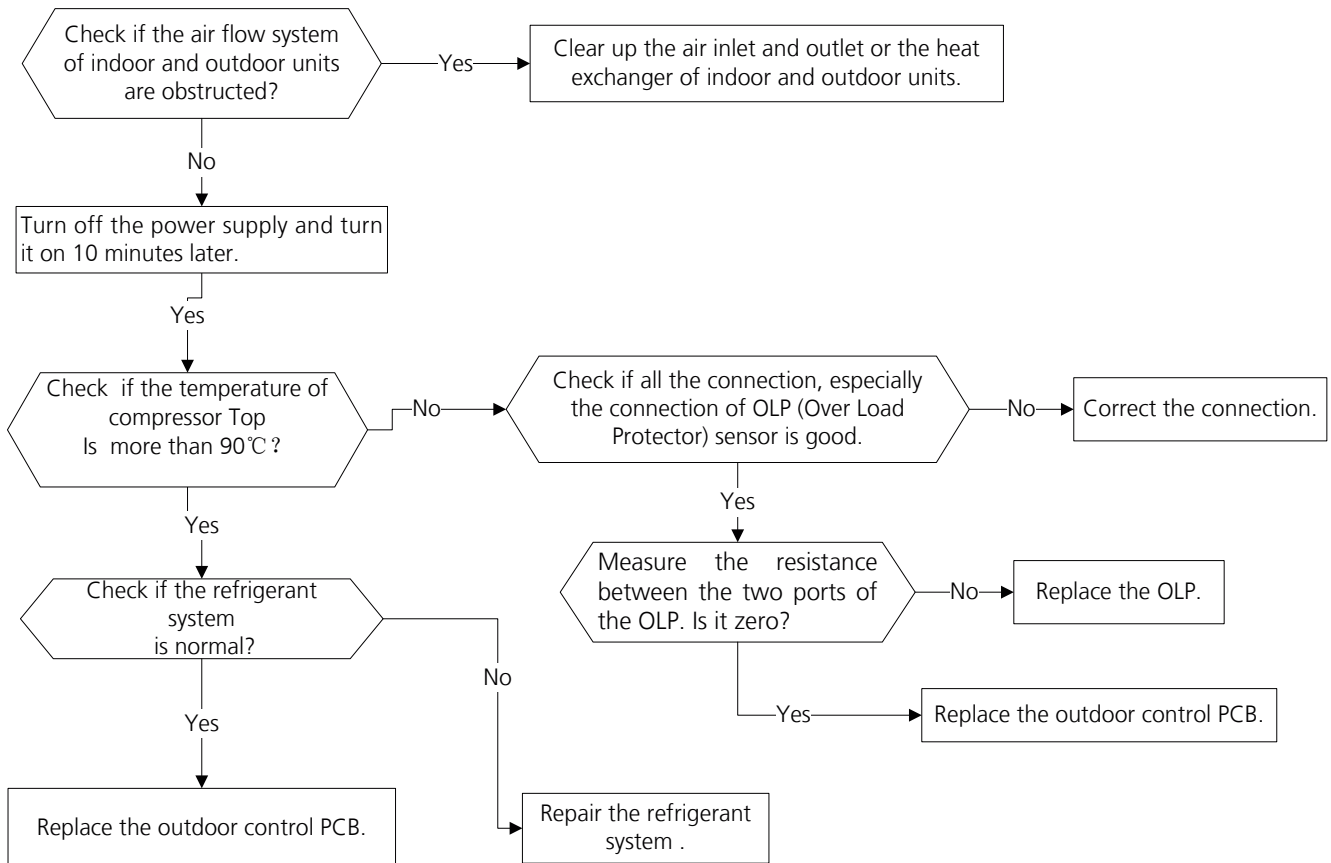 Check if the air flow system
of indoor and outdoor units
are obstructed?
Yes
Clear up the air inlet and outlet or the heat
exchanger of indoor and outdoor units.
No
Turn off the power supply and turn
it on 10 minutes later.
Yes
Check if the temperature of
compressor Top
Is more than 90℃?
No
Check if all the connection, especially
the connection of OLP (Over Load
Protector) sensor is good.
No
Correct the connection.
Yes
Yes
Measure the resistance
between the two ports of
the OLP. Is it zero?
No
Replace the OLP.
Check if the refrigerant
system
is normal?
No
Yes
Yes
Replace the outdoor control PCB.
Replace the outdoor control PCB.
Repair the refrigerant
system .